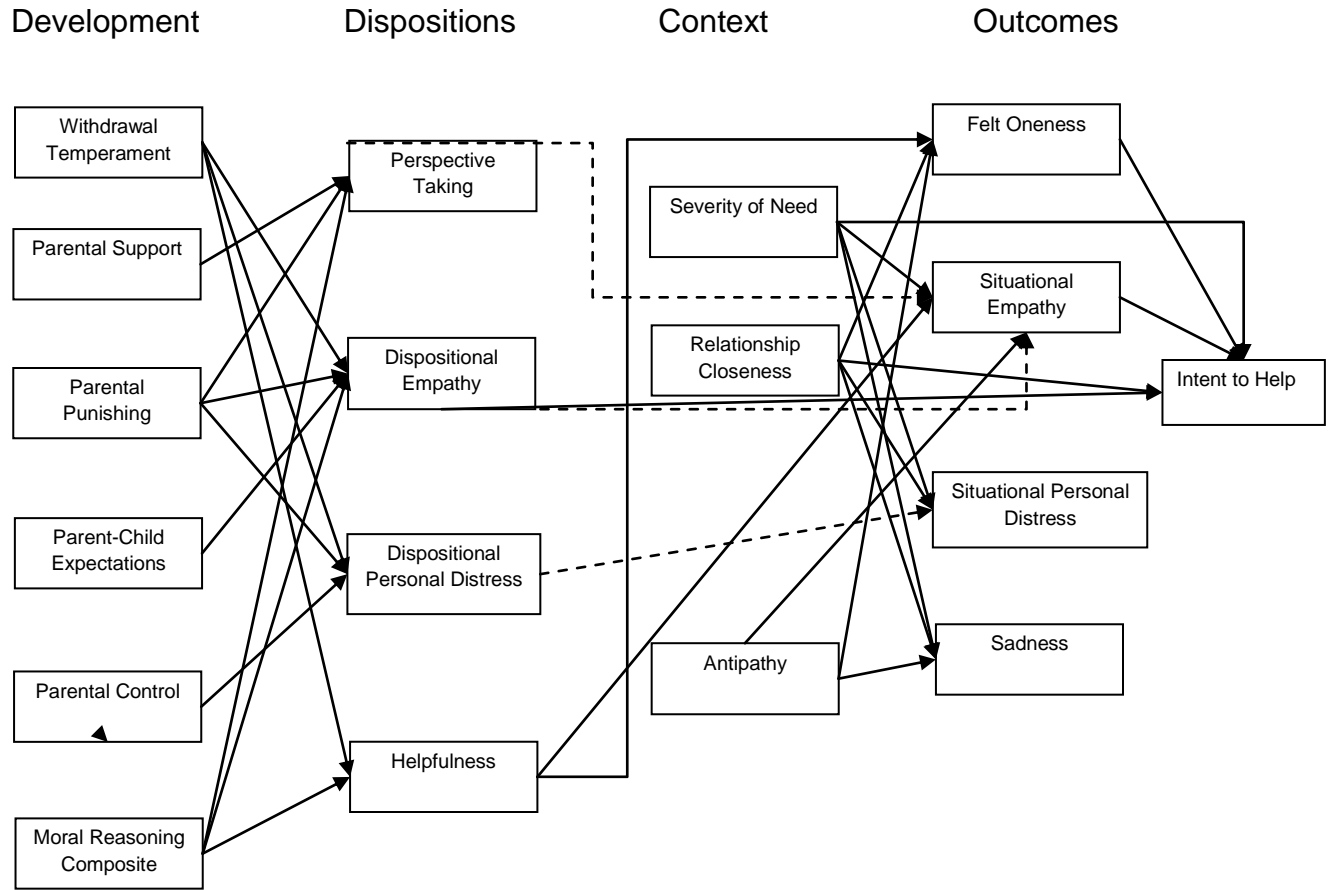 Development
Dispositions
Context
Outcomes
Withdrawal
Temperament
Parental Support
Parental
Punishing
Parent-Child
Expectations
Parental Control
Moral Reasoning
Composite
Perspective
Taking
Dispositional
Empathy
Dispositional
Personal Distress
Helpfulness
Severity of Need
Relationship
Closeness
Antipathy
Felt Oneness
Situational
Empathy
Situational Personal
Distress
Sadness
Intent to Help